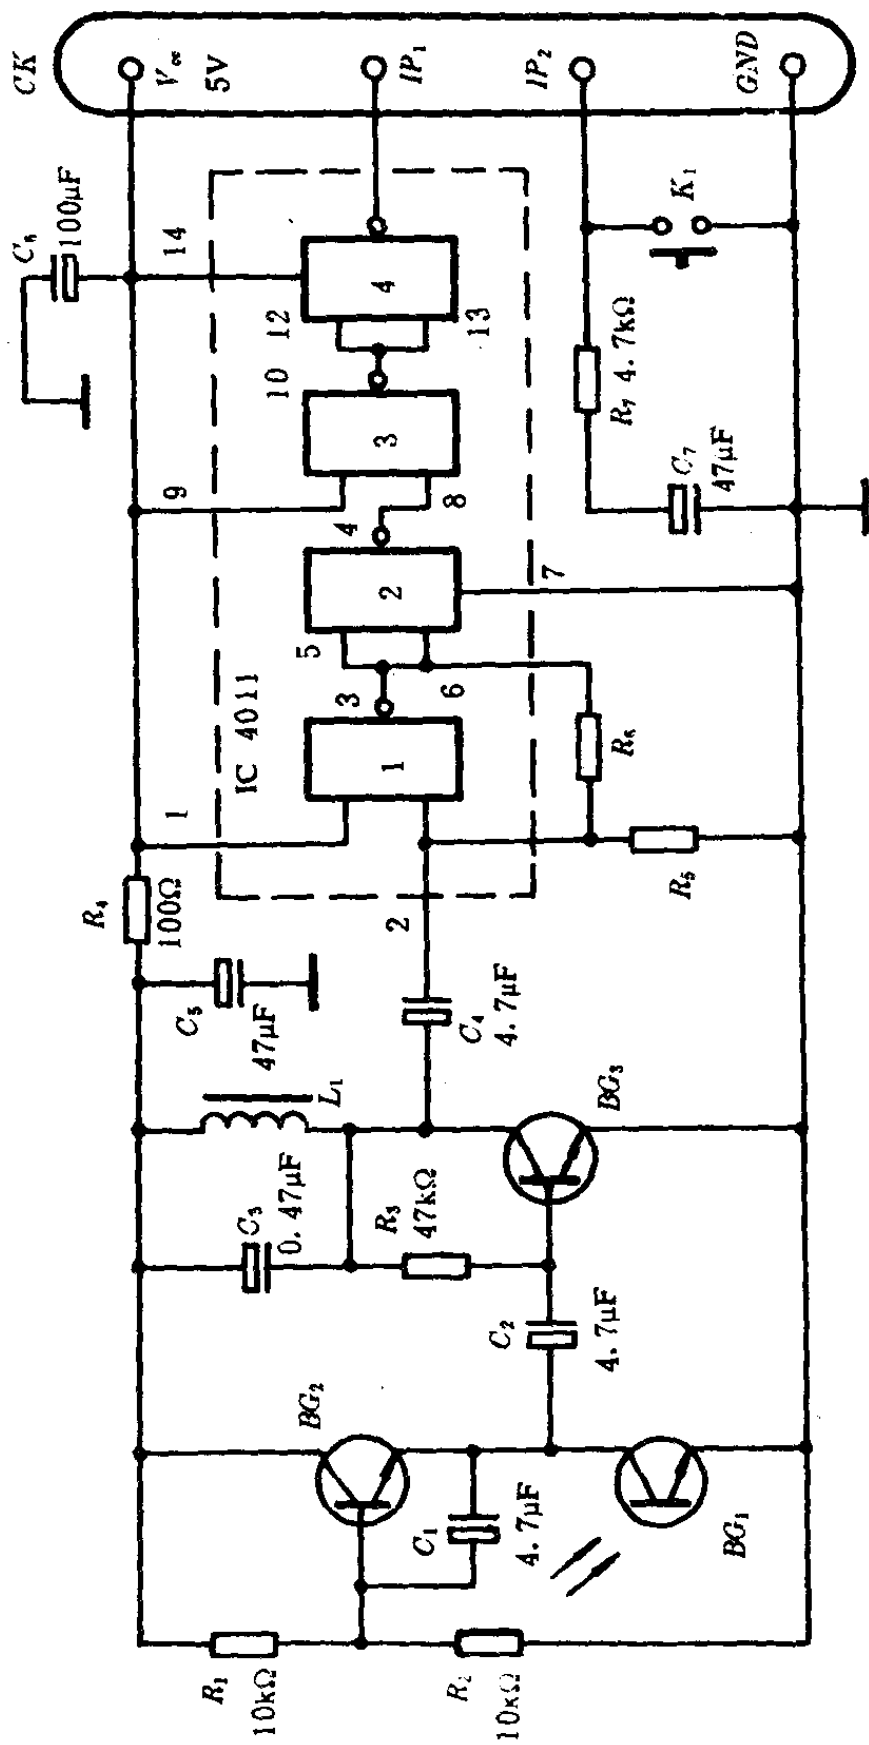 CK
V cc
5V
IP₁
IP₂
GND
C₆
100μF
14
K₁
12
4
13
10
3
R₇ 4.7kΩ
9
8
C₇
47μF
4
2
7
5
3
6
IC 4011
1
R₆
1
R₄
100Ω
2
R₅
C₅
47μF
C₄
4.7μF
L₁
BG₃
C₃
0.47μF
R₃
47kΩ
C₂
4.7μF
BG₂
C₁
4.7μF
BG₁
R₁
10kΩ
R₂
10kΩ